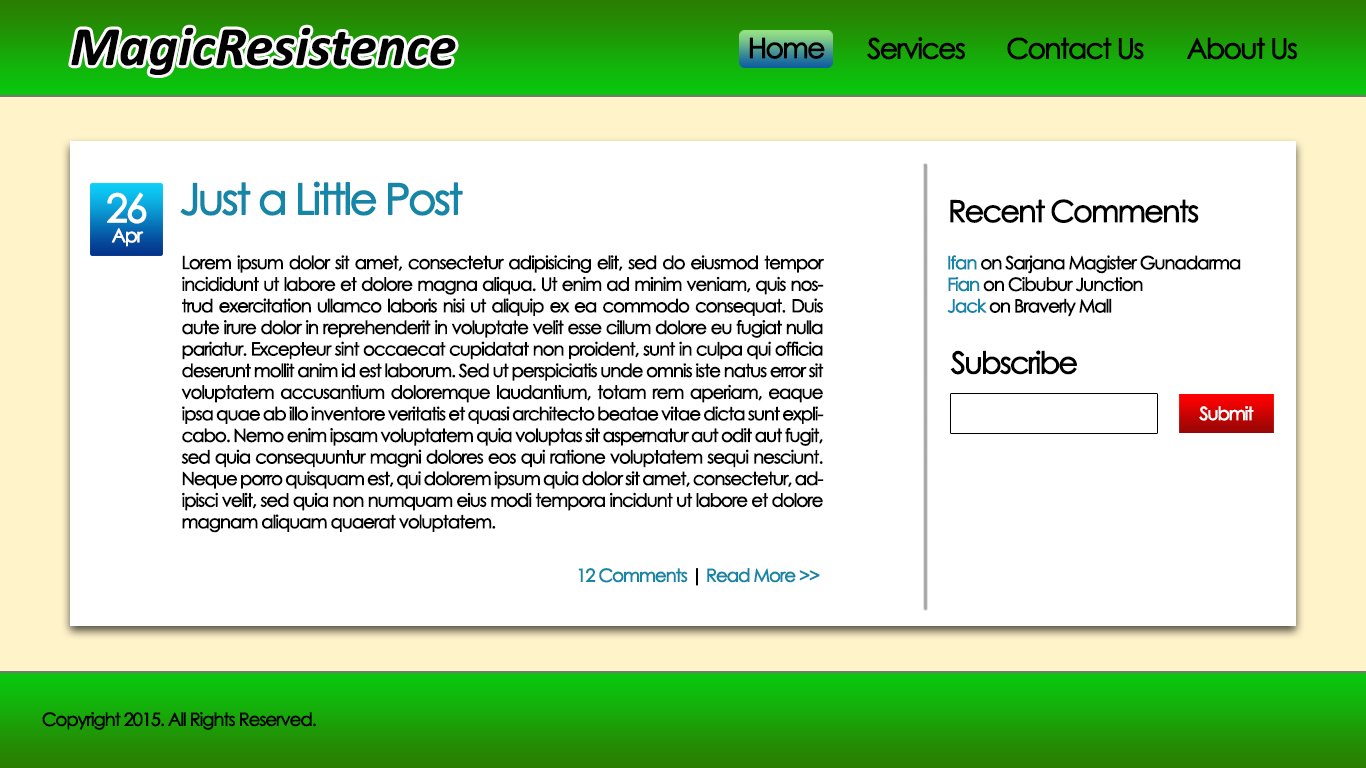 MagicResistence
Home Services Contact Us About Us
26
Apr
Just a Little Post
Lorem ipsum dolor sit amet, consectetur adipisicing elit, sed do eiusmod tempor
incididunt ut labore et dolore magna aliqua. Ut enim ad minim veniam, quis nos-
trud exercitation ullamco laboris nisi ut aliquip ex ea commodo consequat. Duis
aute irure dolor in reprehenderit in voluptate velit esse cillum dolore eu fugiat nulla
pariatur. Excepteur sint occaecat cupidatat non proident, sunt in culpa qui officia
deserunt mollit anim id est laborum. Sed ut perspiciatis unde omnis iste natus error sit
voluptatem accusantium doloremque laudantium, totam rem aperiam, eaque
ipsa quae ab illo inventore veritatis et quasi architecto beatae vitae dicta sunt expli-
cabo. Nemo enim ipsam voluptatem quia voluptas sit aspernatur aut odit aut fugit,
sed quia consequuntur magni dolores eos qui ratione voluptatem sequi nesciunt.
Neque porro quisquam est, qui dolorem ipsum quia dolor sit amet, consectetur, ad-
ipisci velit, sed quia non numquam eius modi tempora incidunt ut labore et dolore
magnam aliquam quaerat voluptatem.
12 Comments | Read More >>
Recent Comments
Ifan on Sarjana Magister Gunadarma
Fian on Cibubur Junction
Jack on Braverly Mall
Subscribe
Submit
Copyright 2015. All Rights Reserved.